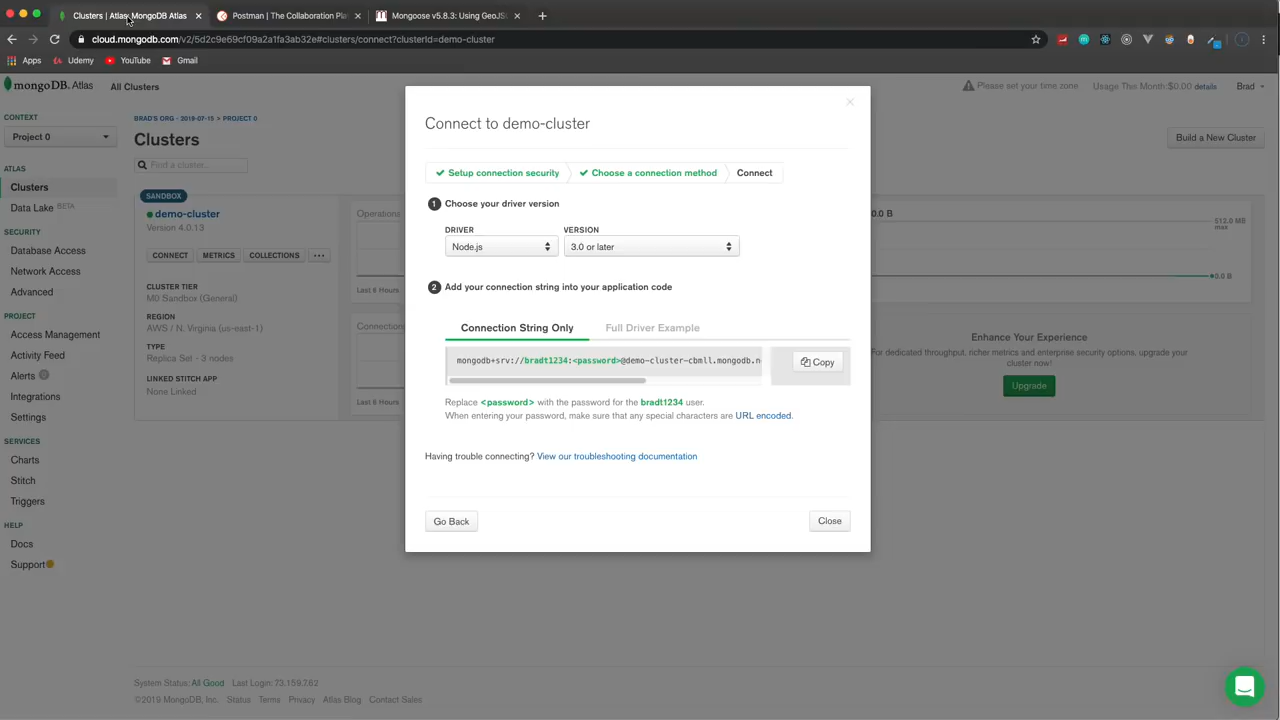 Clusters | Atlas: MongoDB Atlas
Postman | The Collaboration Pla
Mongoose v5.8.3: Using GeoJS
cloud.mongodb.com/v2/5d2c9e69cf09a2a1fa3ab32e#clusters/connect?clusterId=demo-cluster
Apps
Udemy
YouTube
Gmail
mongoDB. Atlas
All Clusters
Please set your time zone
Usage This Month:$0.00 details
Brad
CONTEXT
Project 0
ATLAS
Clusters
Data Lake BETA
SECURITY
Database Access
Network Access
Advanced
PROJECT
Access Management
Activity Feed
Alerts 0
Integrations
Settings
SERVICES
Charts
Stitch
Triggers
HELP
Docs
Support
BRAD'S ORG - 2019-07-15 > PROJECT 0
Clusters
Build a New Cluster
Find a cluster...
SANDBOX
demo-cluster
Version 4.0.13
CONNECT
METRICS
COLLECTIONS
...
CLUSTER TIER
M0 Sandbox (General)
REGION
AWS / N. Virginia (us-east-1)
TYPE
Replica Set - 3 nodes
LINKED STITCH APP
None Linked
Operations
Last 6 Hours
Connections
Last 6 Hours
0.0 B
512.0 MB
max
0.0 B
Enhance Your Experience
For dedicated throughput, richer metrics and enterprise security options, upgrade your
cluster now!
Upgrade
Connect to demo-cluster
Setup connection security
Choose a connection method
Connect
1 Choose your driver version
DRIVER
VERSION
Node.js
3.0 or later
2 Add your connection string into your application code
Connection String Only
Full Driver Example
mongodb+srv://bradt1234:<password>@demo-cluster-cbmll.mongodb.n
Copy
Replace <password> with the password for the bradt1234 user.
When entering your password, make sure that any special characters are URL encoded.
Having trouble connecting? View our troubleshooting documentation
Go Back
Close
System Status: All Good
Last Login: 73.159.7.62
©2019 MongoDB, Inc.
Status
Terms
Privacy
Atlas Blog
Contact Sales